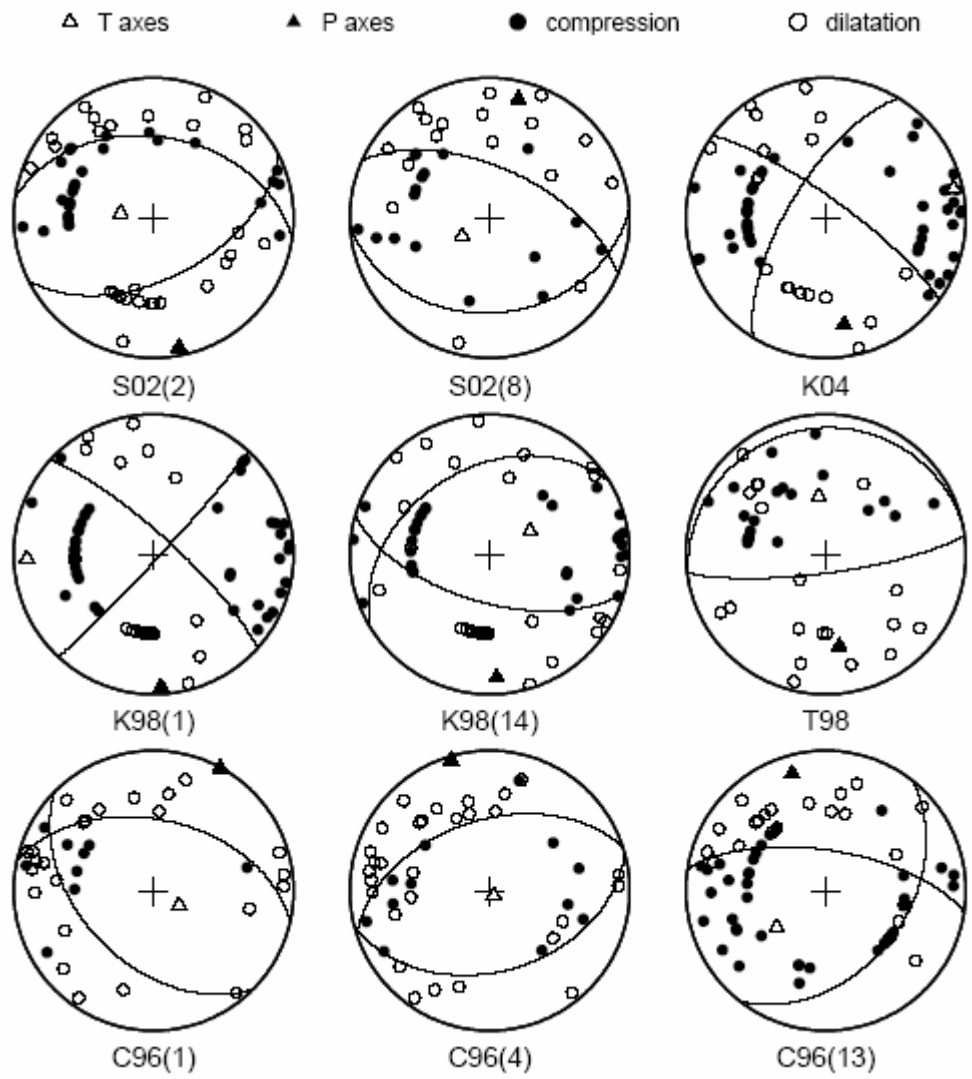 T axes P axes compression dilatation
S02(2) S02(8) K04
K98(1) K98(14) T98
C96(1) C96(4) C96(13)